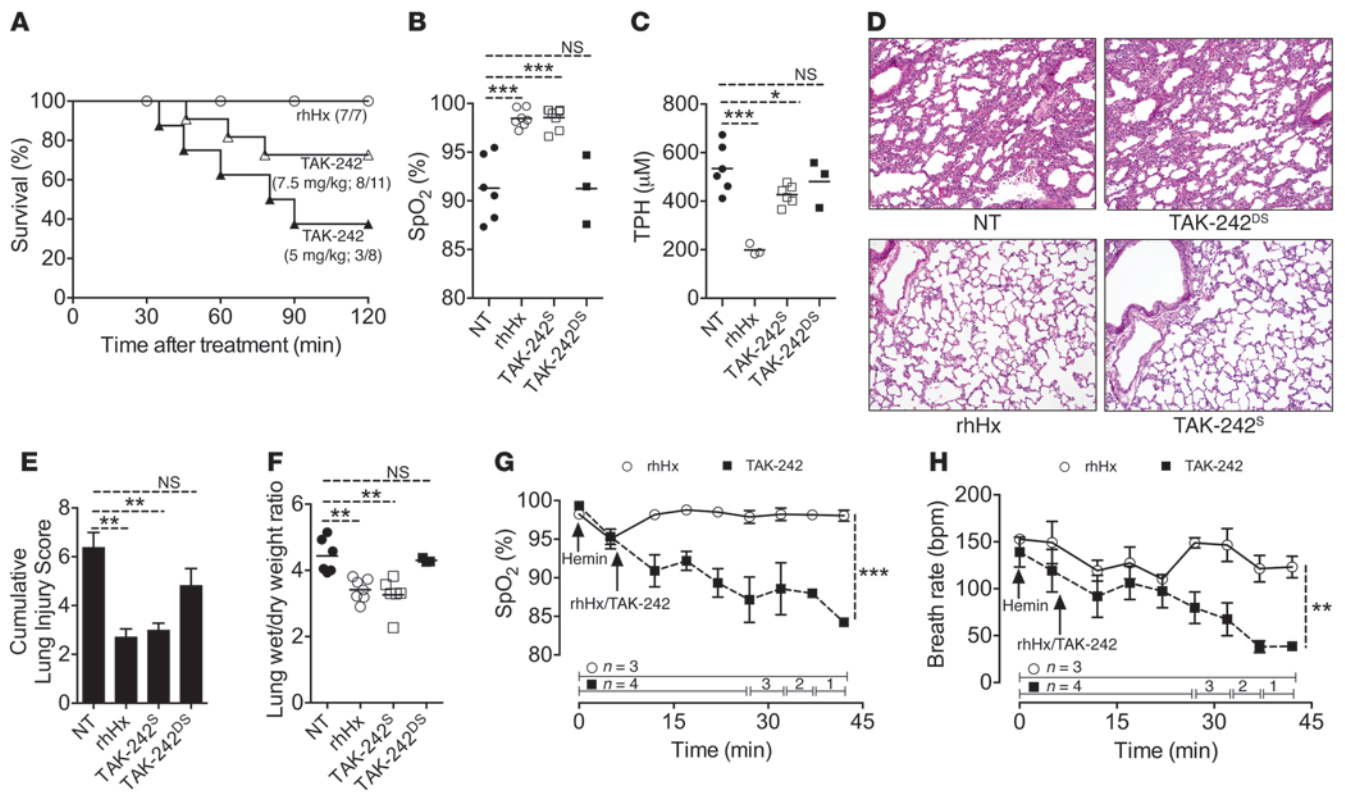 A
Survival (%)
100
80
60
40
20
0
rhHx (7/7)
TAK-242
(7.5 mg/kg; 8/11)
TAK-242
(5 mg/kg; 3/8)
0 30 60 90 120
Time after treatment (min)
B
NS
***
***
SpO2 (%)
100
95
90
85
80
NT
rhHx
TAK-242S
TAK-242DS
C
NS
*
***
TPH (µM)
800
600
400
200
0
NT
rhHx
TAK-242S
TAK-242DS
D
NT
TAK-242DS
rhHx
TAK-242S
E
NS
**
**
Cumulative
Lung Injury Score
8
6
4
2
0
NT
rhHx
TAK-242S
TAK-242DS
F
NS
**
**
Lung wet/dry weight ratio
6
4
2
0
NT
rhHx
TAK-242S
TAK-242DS
G
rhHx TAK-242
SpO2 (%)
100
95
90
85
80
Hemin
rhHx/TAK-242
***
n = 3
n = 4 3 2 1
0 15 30 45
Time (min)
H
rhHx TAK-242
Breath rate (bpm)
200
150
100
50
0
Hemin
rhHx/TAK-242
**
n = 3
n = 4 3 2 1
0 15 30 45
Time (min)